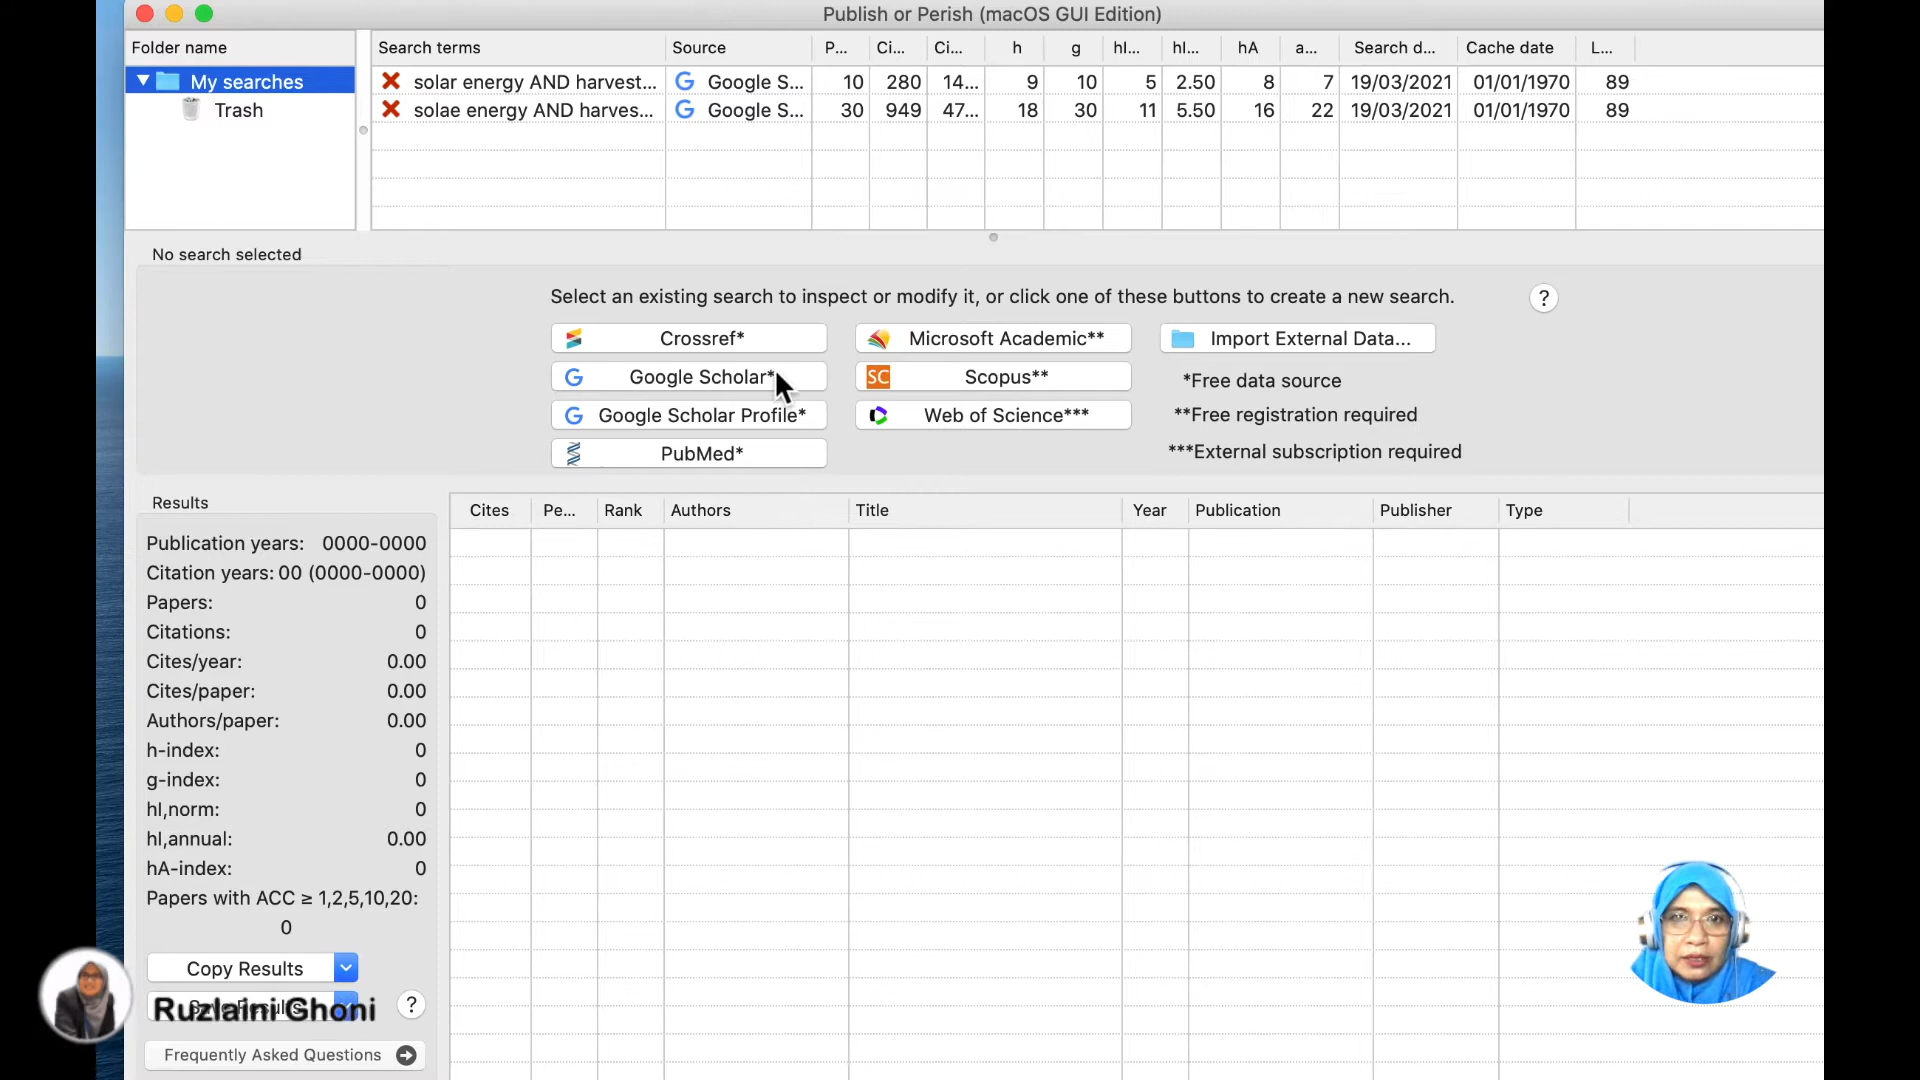 Publish or Perish (macOS GUI Edition)
Folder name
My searches
Trash
Search terms Source P... Ci... Ci... h g hI... hI... hA a... Search d... Cache date L...
solar energy AND harvest... Google S... 10 280 14... 9 10 5 2.50 8 7 19/03/2021 01/01/1970 89
solae energy AND harves... Google S... 30 949 47... 18 30 11 5.50 16 22 19/03/2021 01/01/1970 89
No search selected
Select an existing search to inspect or modify it, or click one of these buttons to create a new search. ?
Crossref* Microsoft Academic** Import External Data...
Google Scholar* SC Scopus** *Free data source
Google Scholar Profile* Web of Science*** **Free registration required
PubMed* ***External subscription required
Results
Publication years: 0000-0000
Citation years: 00 (0000-0000)
Papers: 0
Citations: 0
Cites/year: 0.00
Cites/paper: 0.00
Authors/paper: 0.00
h-index: 0
g-index: 0
hI,norm: 0
hI,annual: 0.00
hA-index: 0
Papers with ACC ≥ 1,2,5,10,20:
0
Copy Results
Ruzlaini Ghoni ?
Frequently Asked Questions
Cites Pe... Rank Authors Title Year Publication Publisher Type